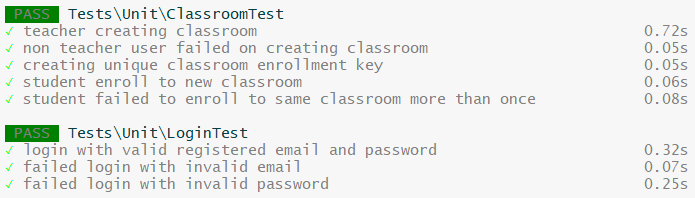 PASS Tests\Unit\ClassroomTest
✓ teacher creating classroom 0.72s
✓ non teacher user failed on creating classroom 0.05s
✓ creating unique classroom enrollment key 0.05s
✓ student enroll to new classroom 0.06s
✓ student failed to enroll to same classroom more than once 0.08s
PASS Tests\Unit\LoginTest
✓ login with valid registered email and password 0.32s
✓ failed login with invalid email 0.07s
✓ failed login with invalid password 0.25s